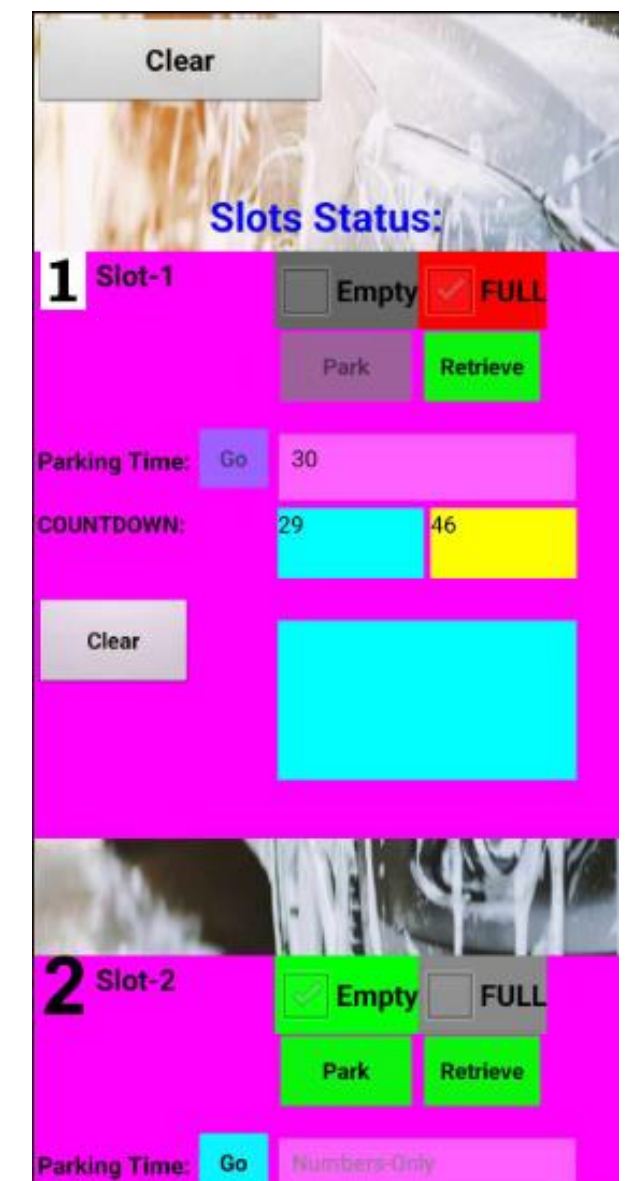 Clear
Slots Status:
1 Slot-1 Empty FULL
Park Retrieve
Parking Time: Go 30
COUNTDOWN: 29 46
Clear
2 Slot-2 Empty FULL
Park Retrieve
Parking Time: Go Numbers-Only